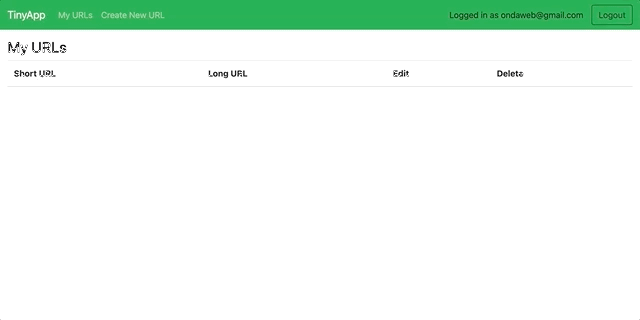 TinyApp My URLs Create New URL Logged in as ondaweb@gmail.com Logout
My URLs
Short URL Long URL Edit Delete